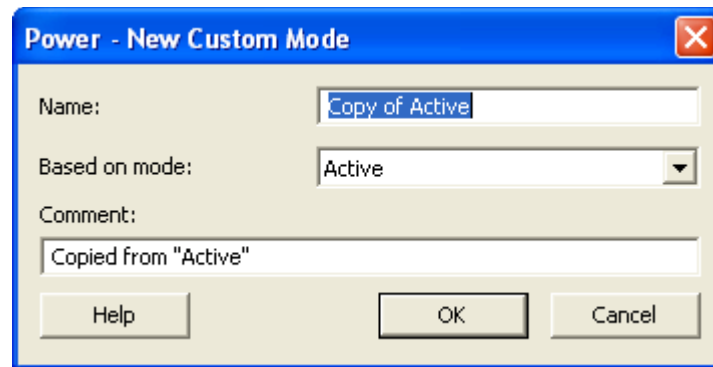 Power - New Custom Mode
Name: Copy of Active
Based on mode: Active
Comment:
Copied from "Active"
Help OK Cancel